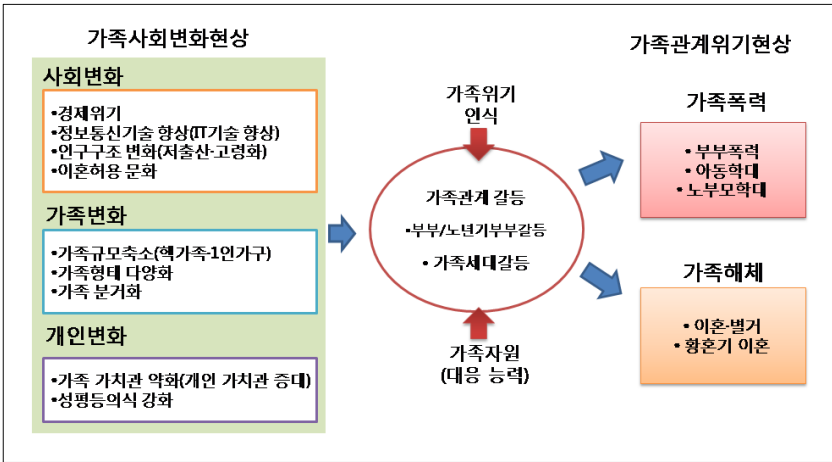 가족사회변화현상
사회변화
•경제위기
•정보통신기술 향상(IT기술 향상)
•인구구조 변화(저출산·고령화)
•이혼허용 문화
가족변화
•가족규모축소(핵가족·1인가구)
•가족형태 다양화
•가족 분거화
개인변화
•가족 가치관 약화(개인 가치관 증대)
•성평등의식 강화
가족위기
인식
가족관계 갈등
•부부/노년기부부갈등
• 가족세대갈등
가족자원
(대응 능력)
가족관계위기현상
가족폭력
• 부부폭력
• 아동학대
• 노부모학대
가족해체
• 이혼·별거
• 황혼기 이혼